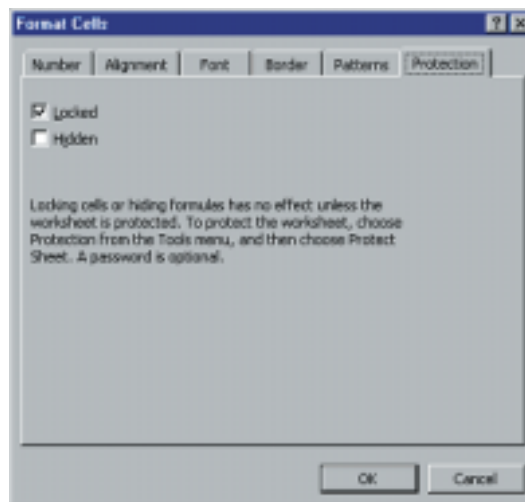 Format Cells
Number Alignment Font Border Patterns Protection
Locked
Hidden
Locking cells or hiding formulas has no effect unless the
worksheet is protected. To protect the worksheet, choose
Protection from the Tools menu, and then choose Protect
Sheet. A password is optional.
OK Cancel